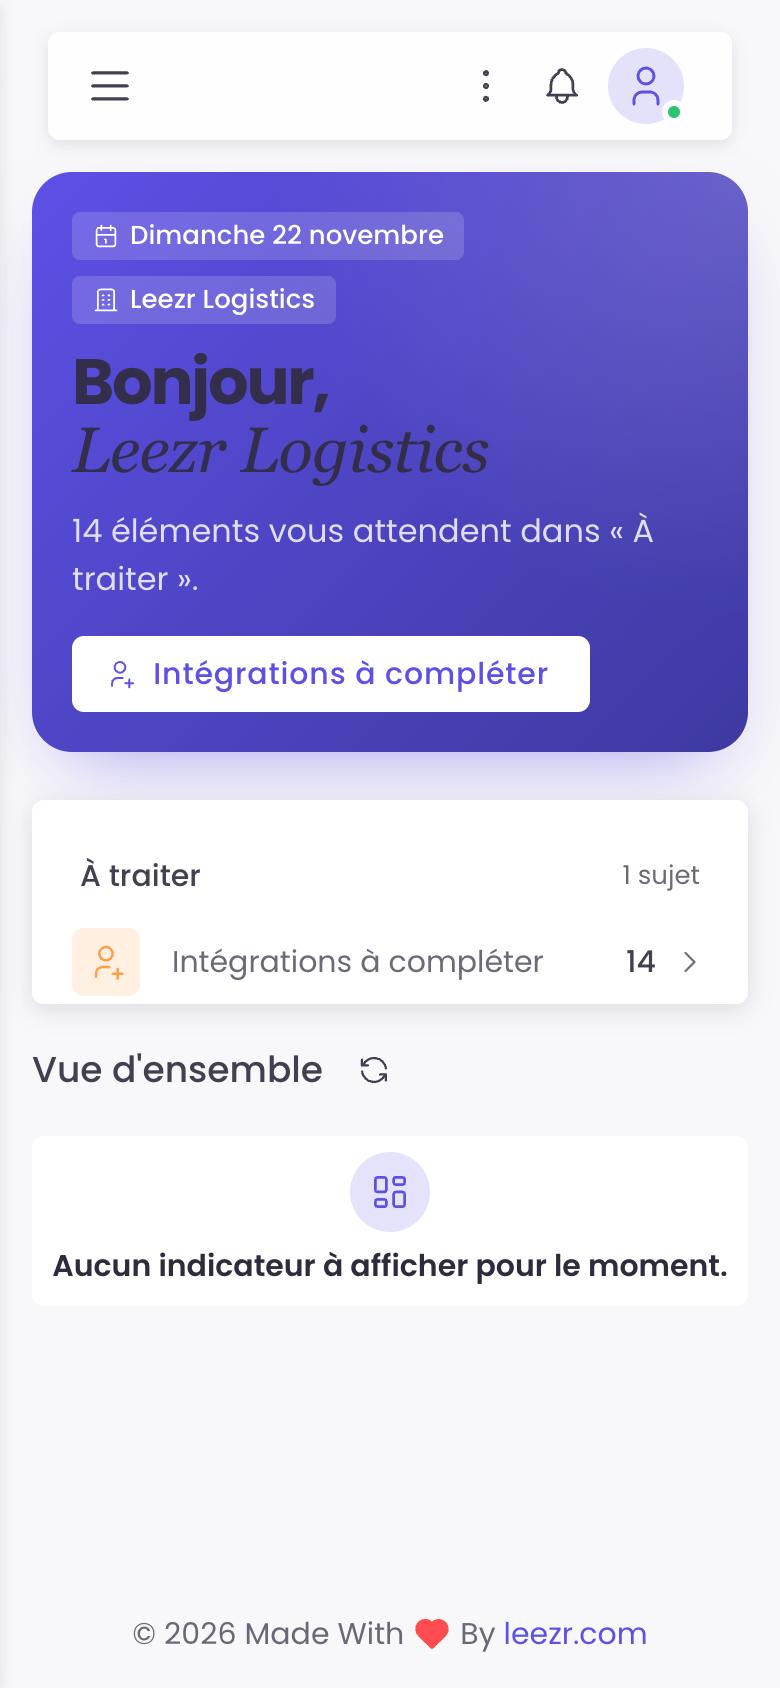 Dimanche 22 novembre
Leezr Logistics
Bonjour,
Leezr Logistics
14 éléments vous attendent dans « À
traiter ».
Intégrations à compléter
À traiter 1 sujet
Intégrations à compléter 14
Vue d'ensemble
Aucun indicateur à afficher pour le moment.
© 2026 Made With ❤ By leezr.com